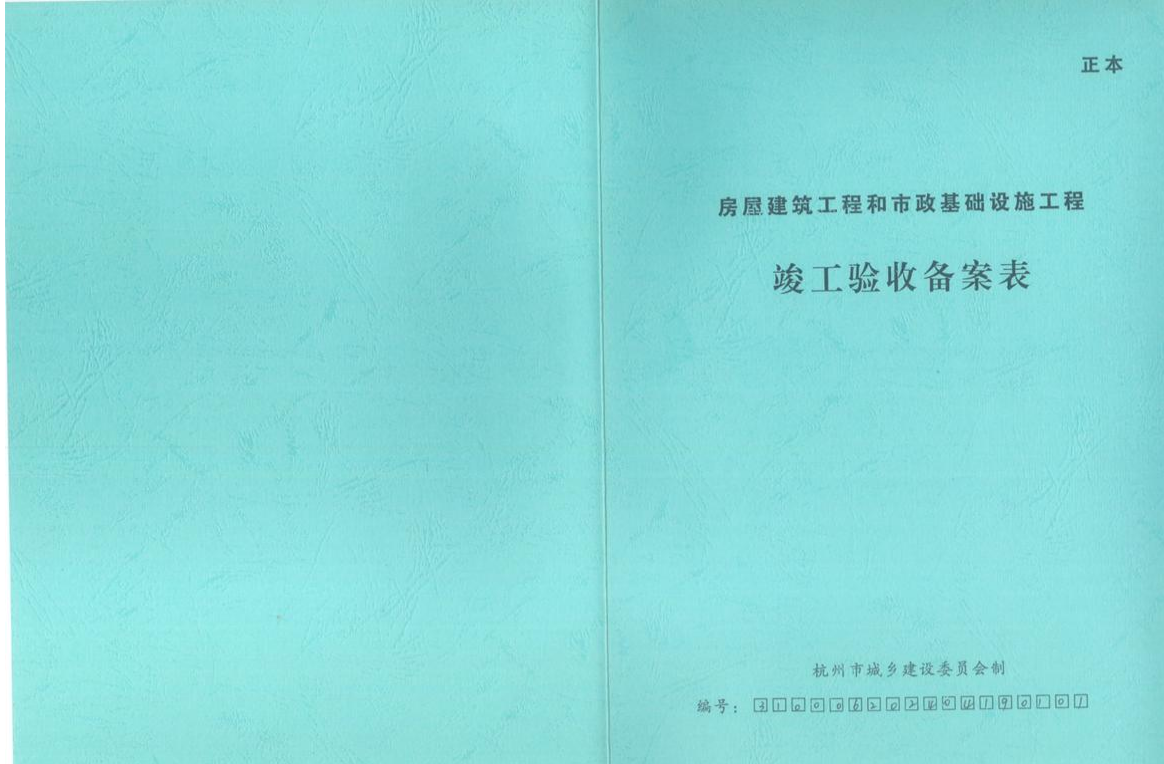 正本
房屋建筑工程和市政基础设施工程
竣工验收备案表
杭州市城乡建设委员会制
编号：310006202404190101